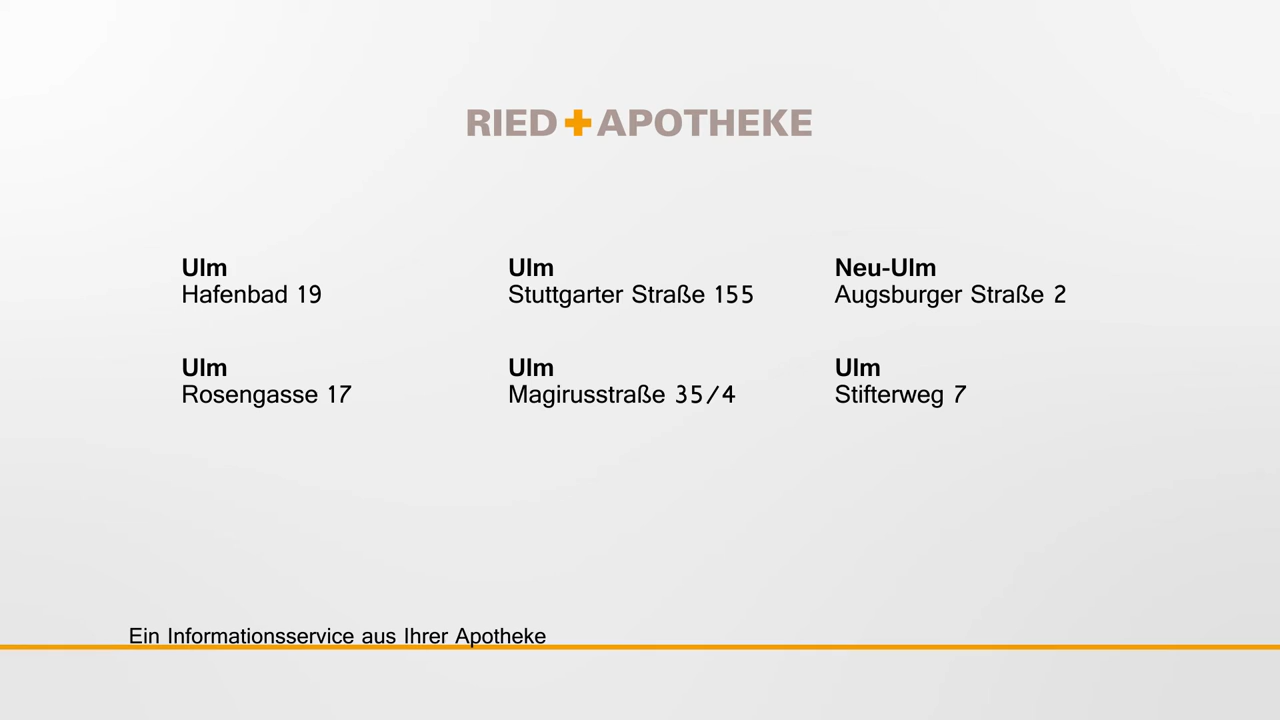 RIED+APOTHEKE
Ulm
Hafenbad 19
Ulm
Stuttgarter Straße 155
Neu-Ulm
Augsburger Straße 2
Ulm
Rosengasse 17
Ulm
Magirusstraße 35/4
Ulm
Stifterweg 7
Ein Informationsservice aus Ihrer Apotheke